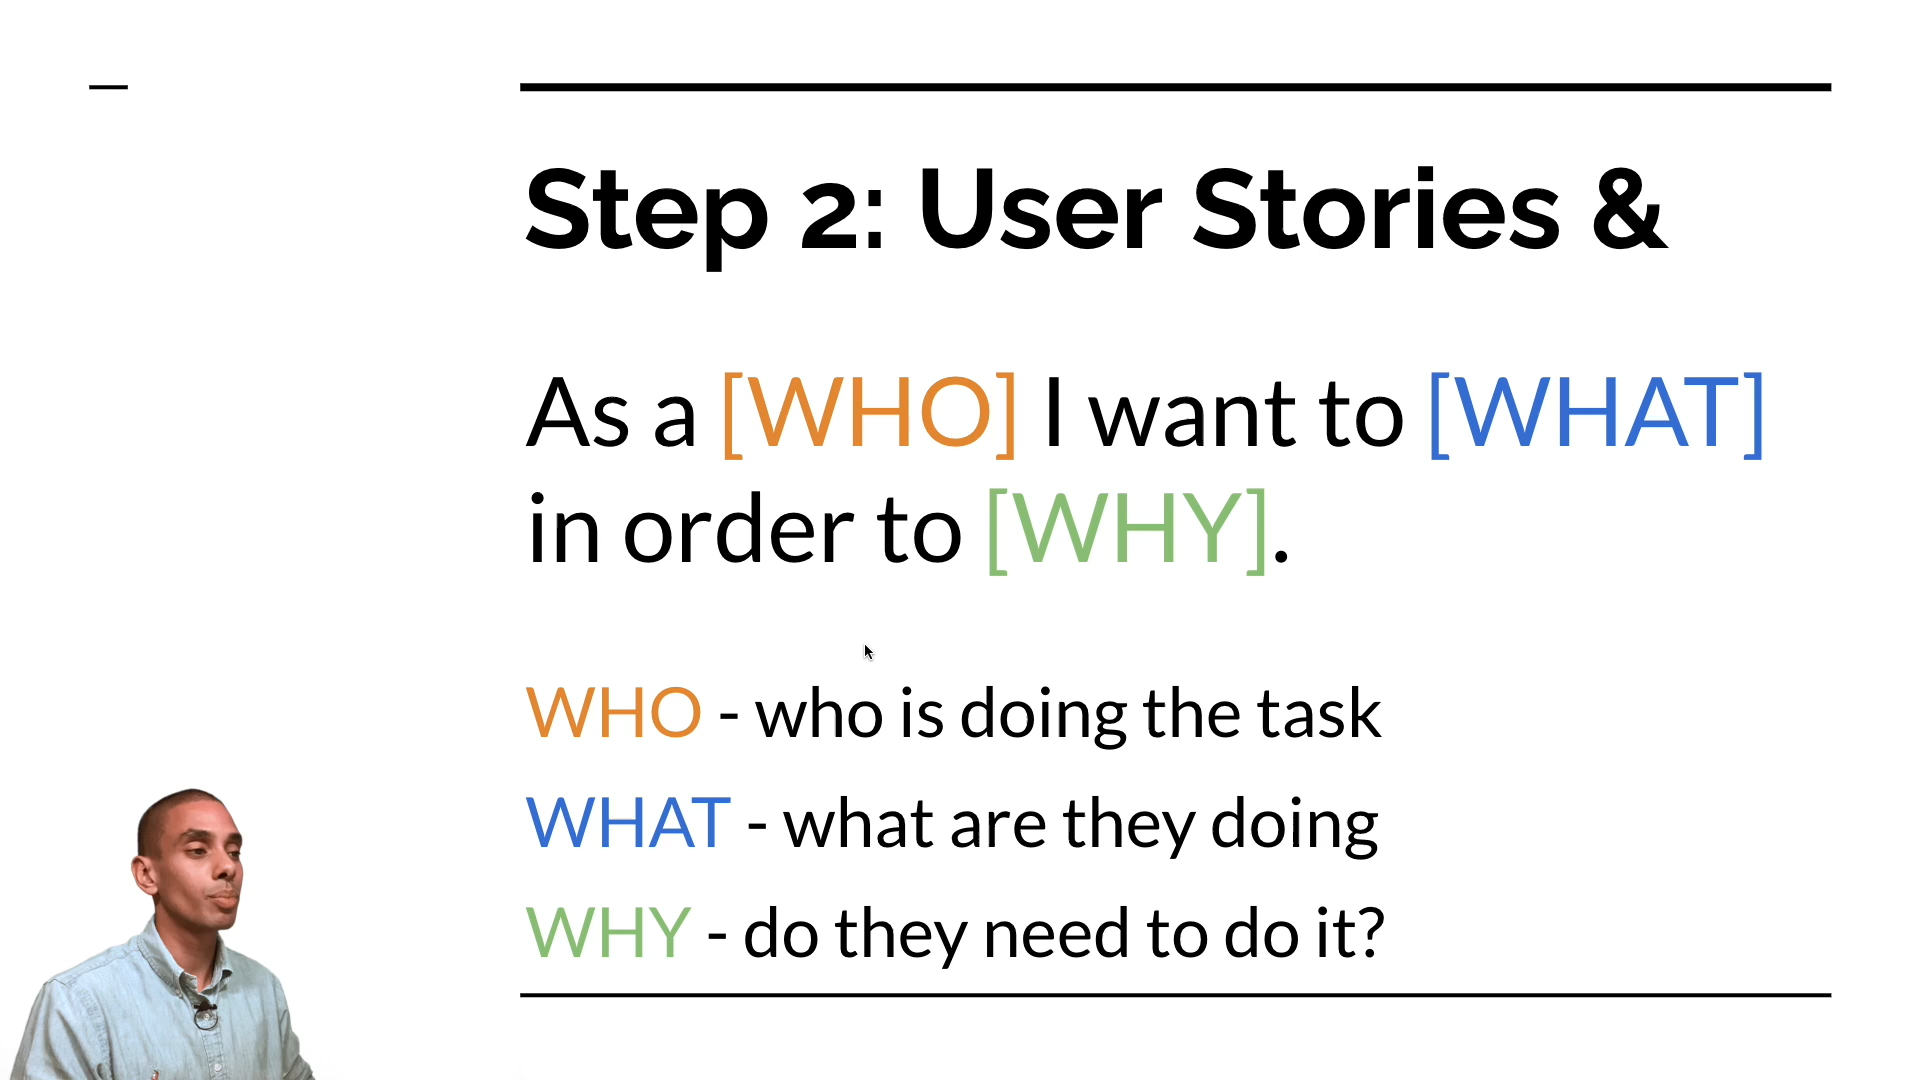 Step 2: User Stories &
As a [WHO] I want to [WHAT]
in order to [WHY].
WHO - who is doing the task
WHAT - what are they doing
WHY - do they need to do it?